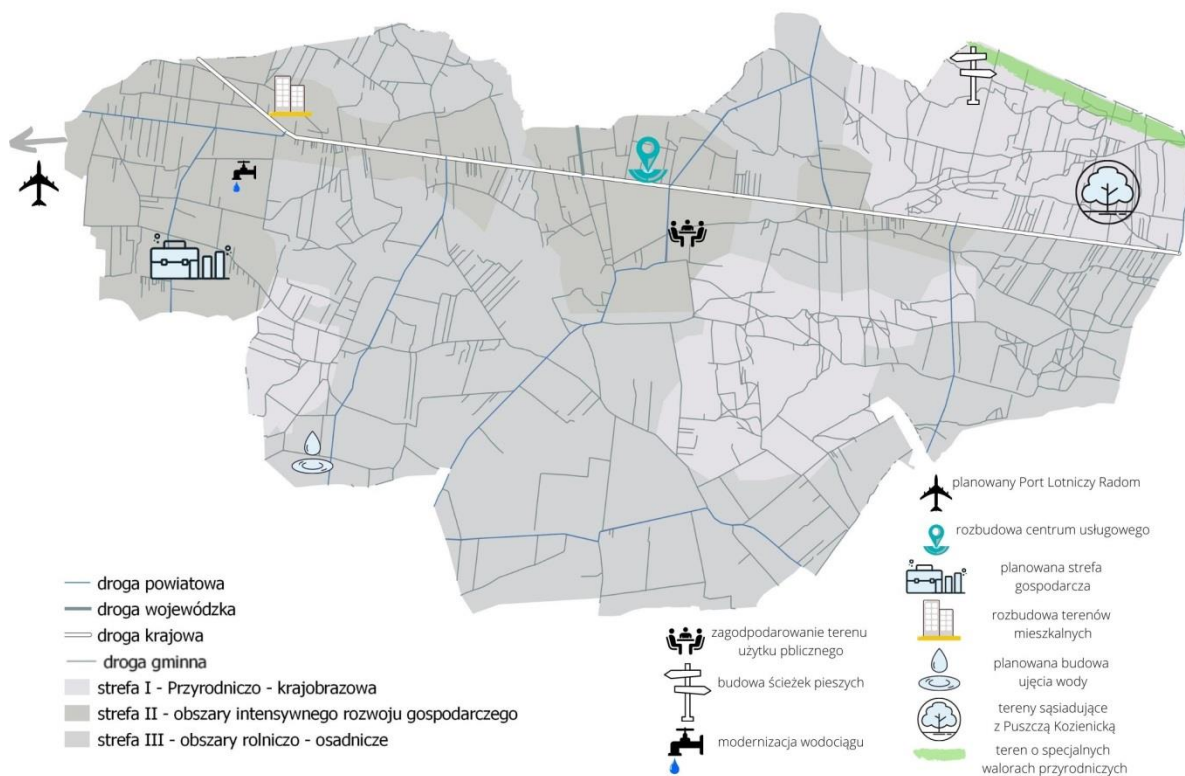 droga powiatowa
droga wojewódzka
droga krajowa
droga gminna
strefa I - Przyrodniczo - krajobrazowa
strefa II - obszary intensywnego rozwoju gospodarczego
strefa III - obszary rolniczo - osadnicze
zagodpodarowanie terenu
użytku pblicznego
budowa ścieżek pieszych
modernizacja wodociągu
planowany Port Lotniczy Radom
rozbudowa centrum usługowego
planowana strefa
gospodarcza
rozbudowa terenów
mieszkalnych
planowana budowa
ujęcia wody
tereny sąsiadujące
z Puszczą Kozienicką
teren o specjalnych
walorach przyrodniczych